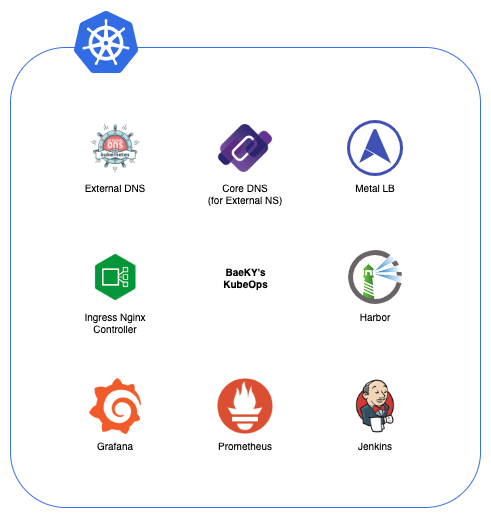 DNS
kubernetes
External DNS
Core DNS
(for External NS)
Metal LB
Ingress Nginx
Controller
BaeKY's
KubeOps
Harbor
Grafana
Prometheus
Jenkins